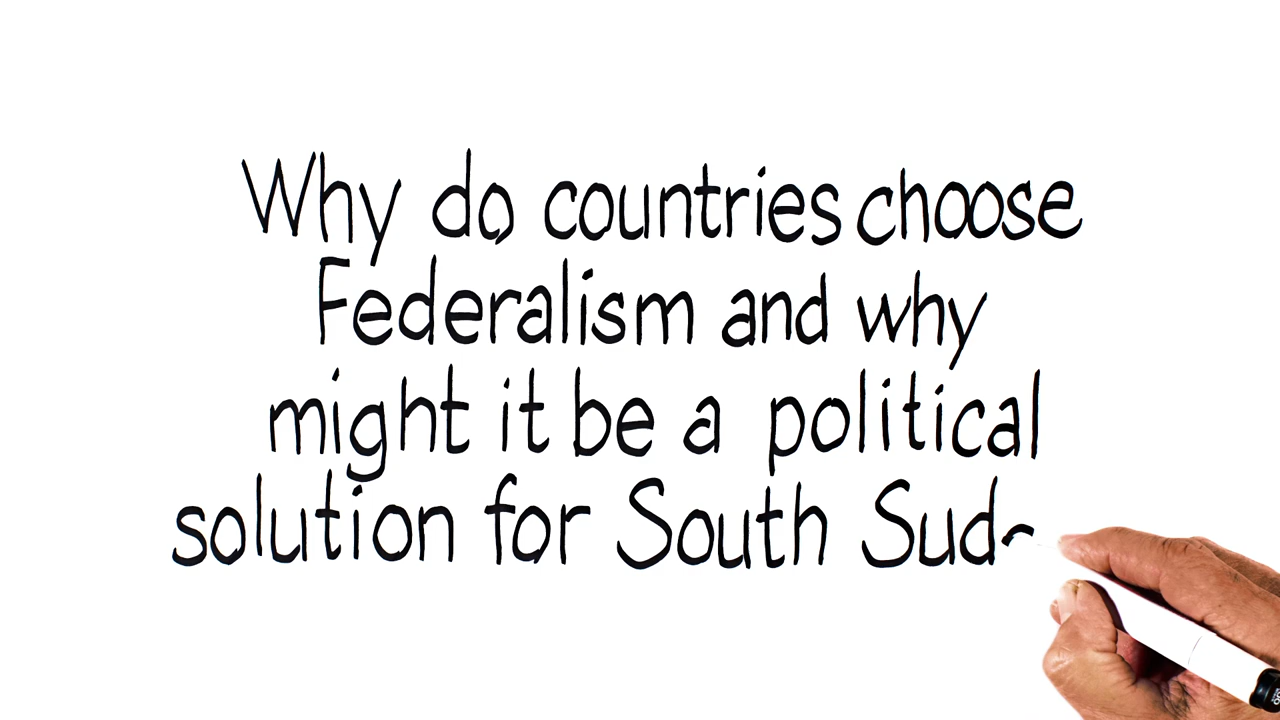 Why do countries choose
Federalism and why
might it be a political
solution for South Sud